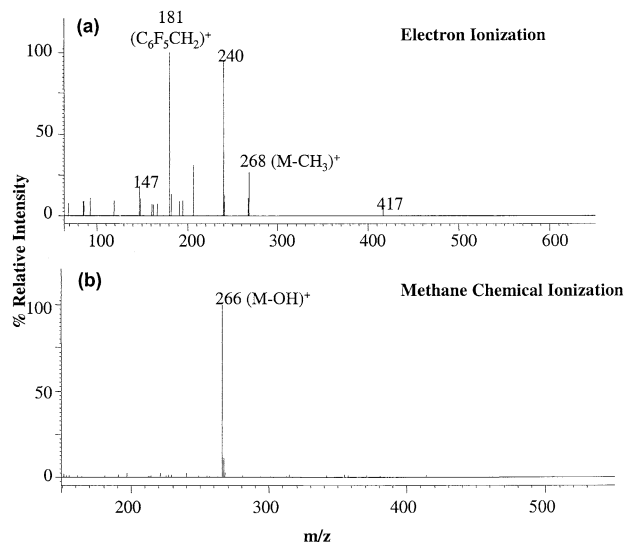 (a)
181
(C₆F₅CH₂)⁺
Electron Ionization
100
240
50
268 (M-CH₃)⁺
147
417
0
100 200 300 400 500 600
% Relative Intensity
(b)
266 (M-OH)⁺
Methane Chemical Ionization
100
50
0
200 300 400 500
m/z